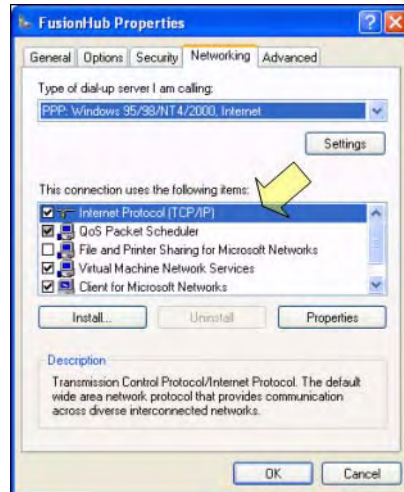 FusionHub Properties
General Options Security Networking Advanced
Type of dial-up server I am calling:
PPP: Windows 95/98/NT4/2000, Internet
Settings
This connection uses the following items:
Internet Protocol (TCP/IP)
QoS Packet Scheduler
File and Printer Sharing for Microsoft Networks
Virtual Machine Network Services
Client for Microsoft Networks
Install... Uninstall Properties
Description
Transmission Control Protocol/Internet Protocol. The default
wide area network protocol that provides communication
across diverse interconnected networks.
OK Cancel